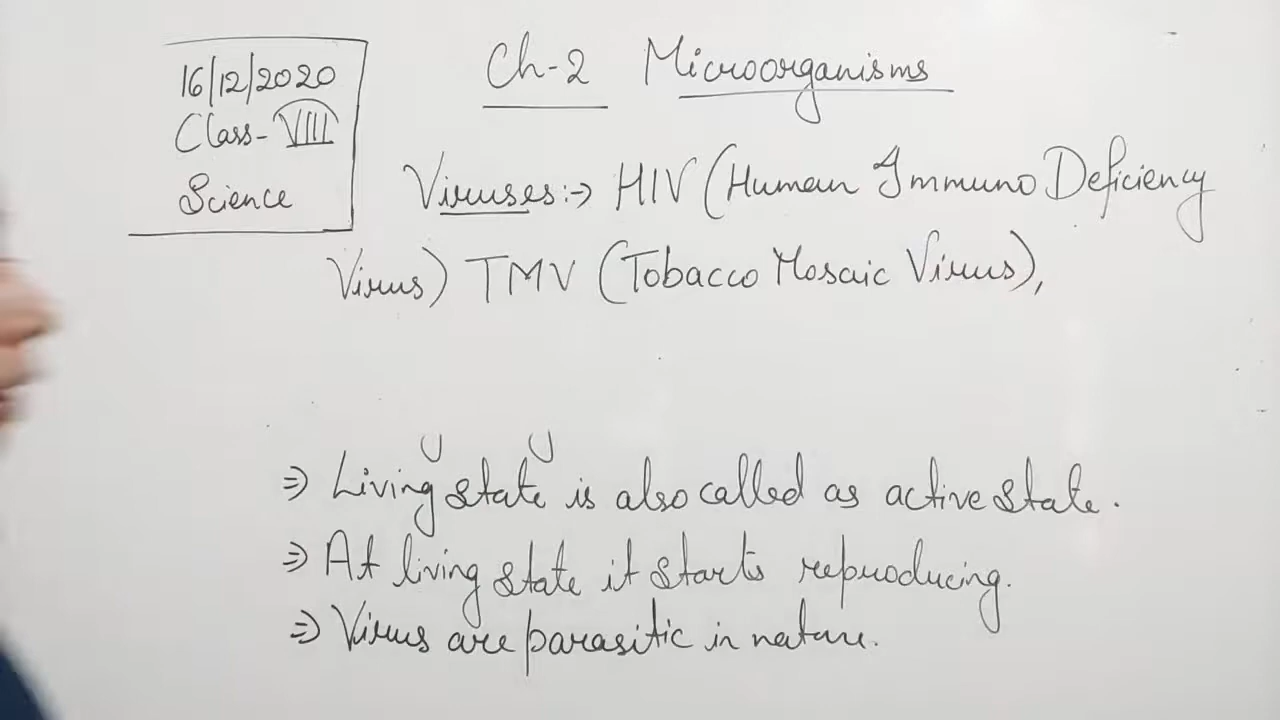 16/12/2020
Class- VIII
Science
Ch-2 Microorganisms
Viruses :→ HIV (Human Immuno Deficiency
Virus) TMV (Tobacco Mosaic Virus),
⇒ Living state is also called as active state.
⇒ At living state it starts reproducing.
⇒ Virus are parasitic in nature.